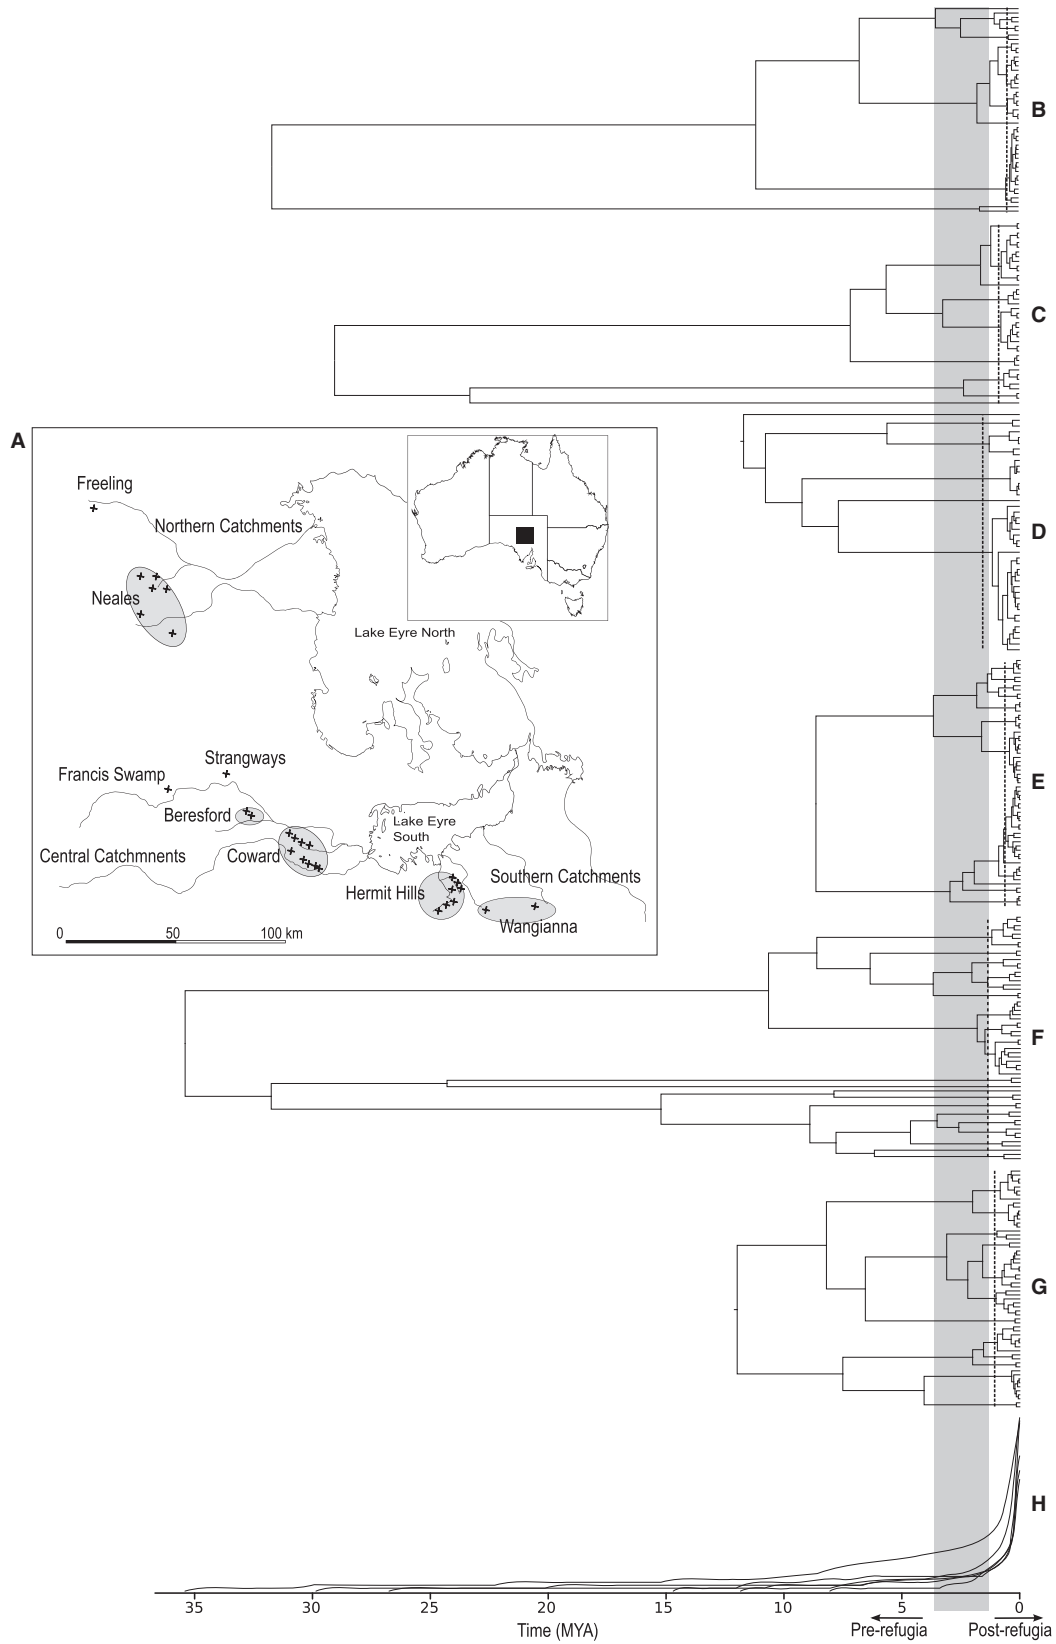 B
C
A
Freeling
Northern Catchments
Neales
Lake Eyre North
D
Strangways
Francis Swamp
Beresford
Lake Eyre
South
E
Central Catchmnents
Coward
Southern Catchments
Hermit Hills
Wangianna
0 50 100 km
F
G
H
35 30 25 20 15 10 5 0
Time (MYA)
Pre-refugia Post-refugia